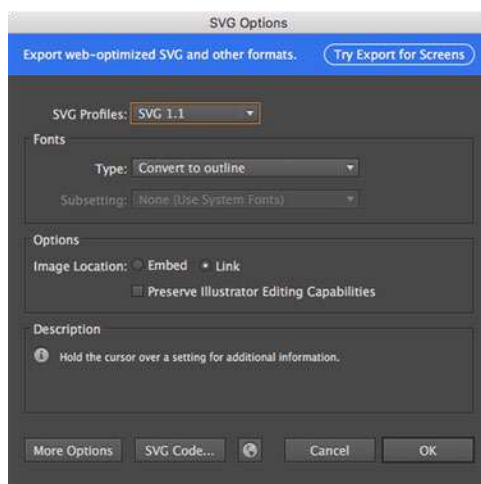 SVG Options
Export web-optimized SVG and other formats. Try Export for Screens
SVG Profiles: SVG 1.1
Fonts
Type: Convert to outline
Subsetting: None (Use System Fonts)
Options
Image Location: Embed Link
Preserve Illustrator Editing Capabilities
Description
Hold the cursor over a setting for additional information.
More Options SVG Code... Cancel OK